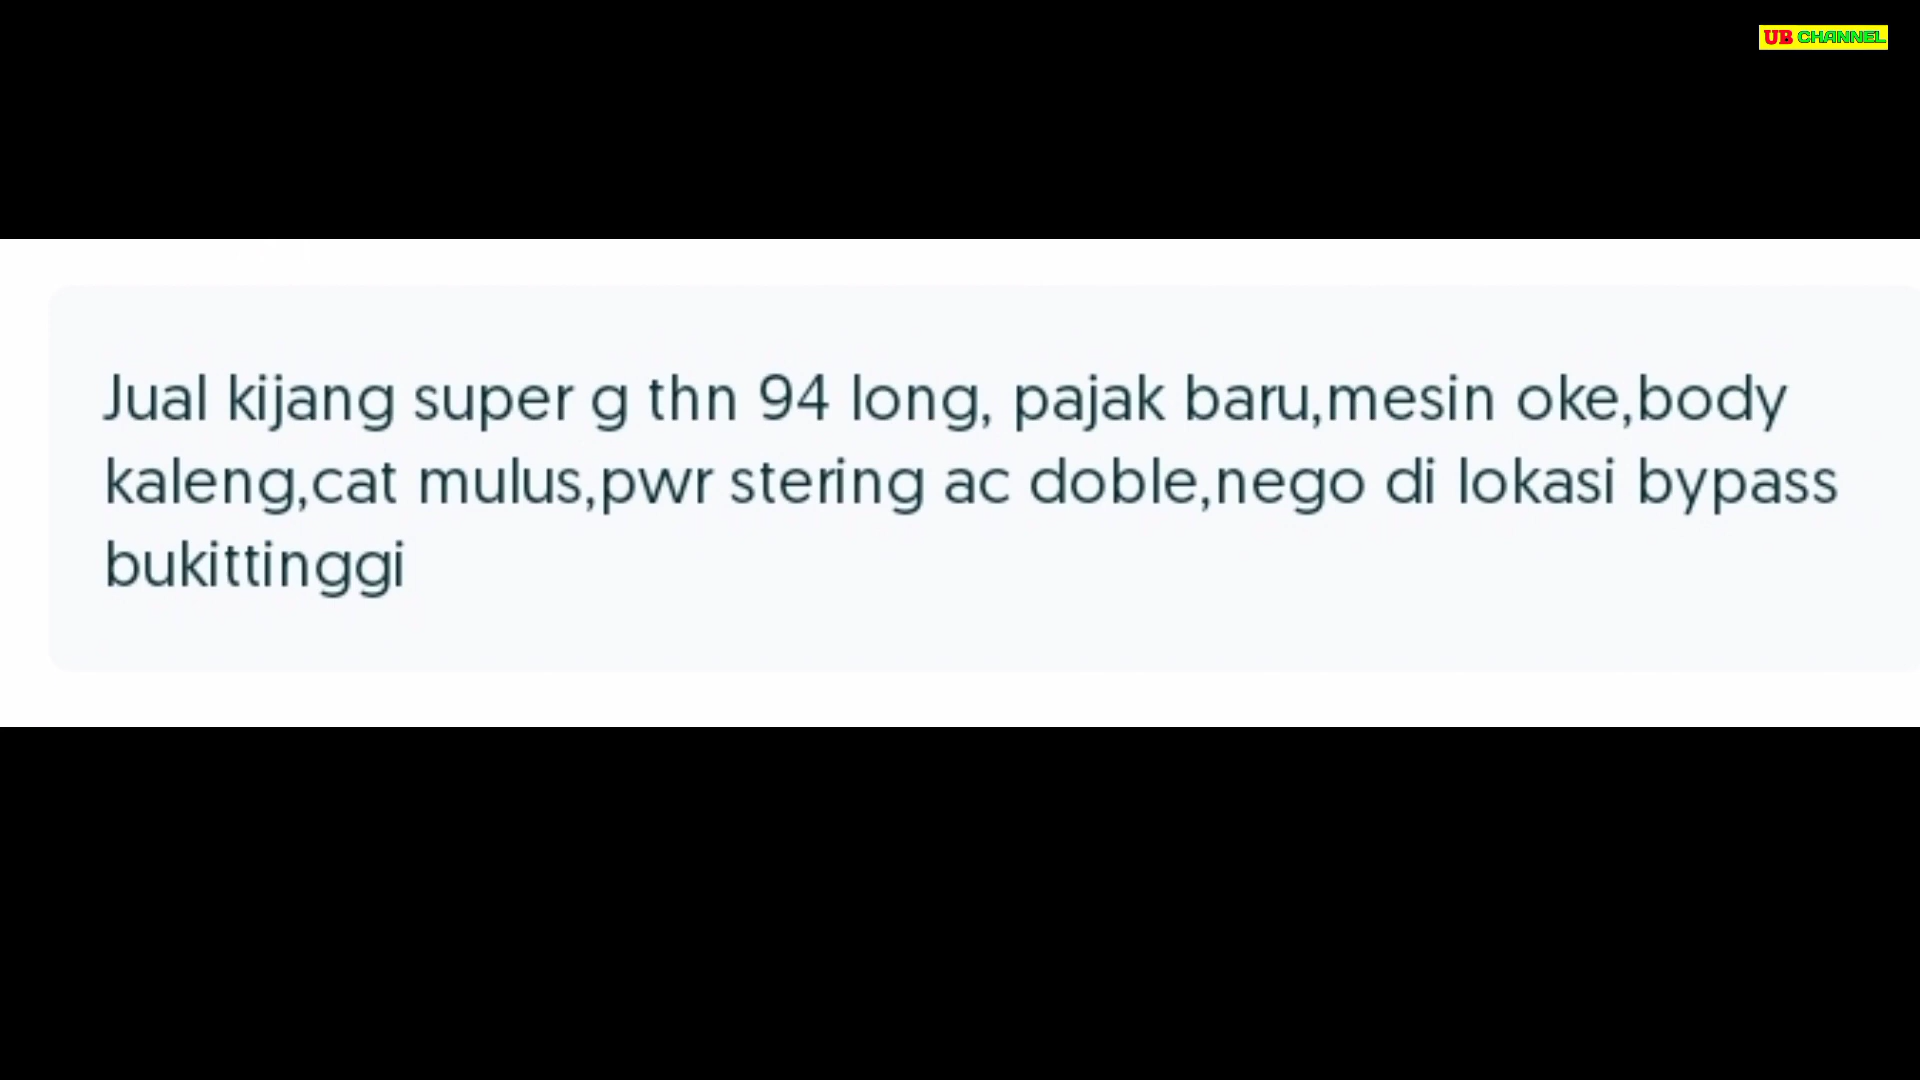 UB CHANNEL
Jual kijang super g thn 94 long, pajak baru,mesin oke,body
kaleng,cat mulus,pwr stering ac doble,nego di lokasi bypass
bukittinggi